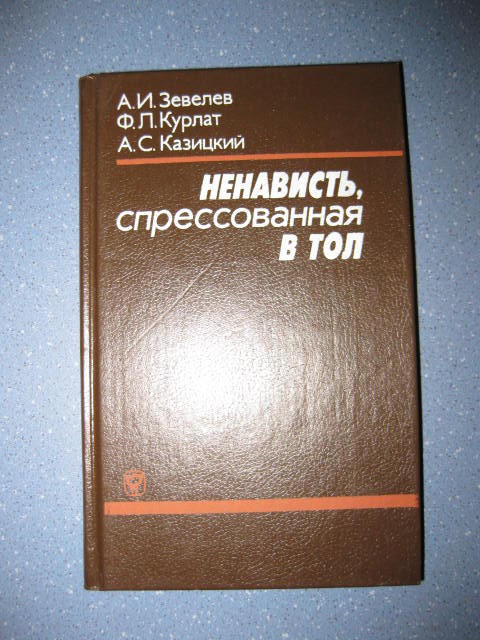 А.И.Зевелев
Ф.Л.Курлат
А.С.Казицкий
НЕНАВИСТЬ,
спрессованная
В ТОЛ